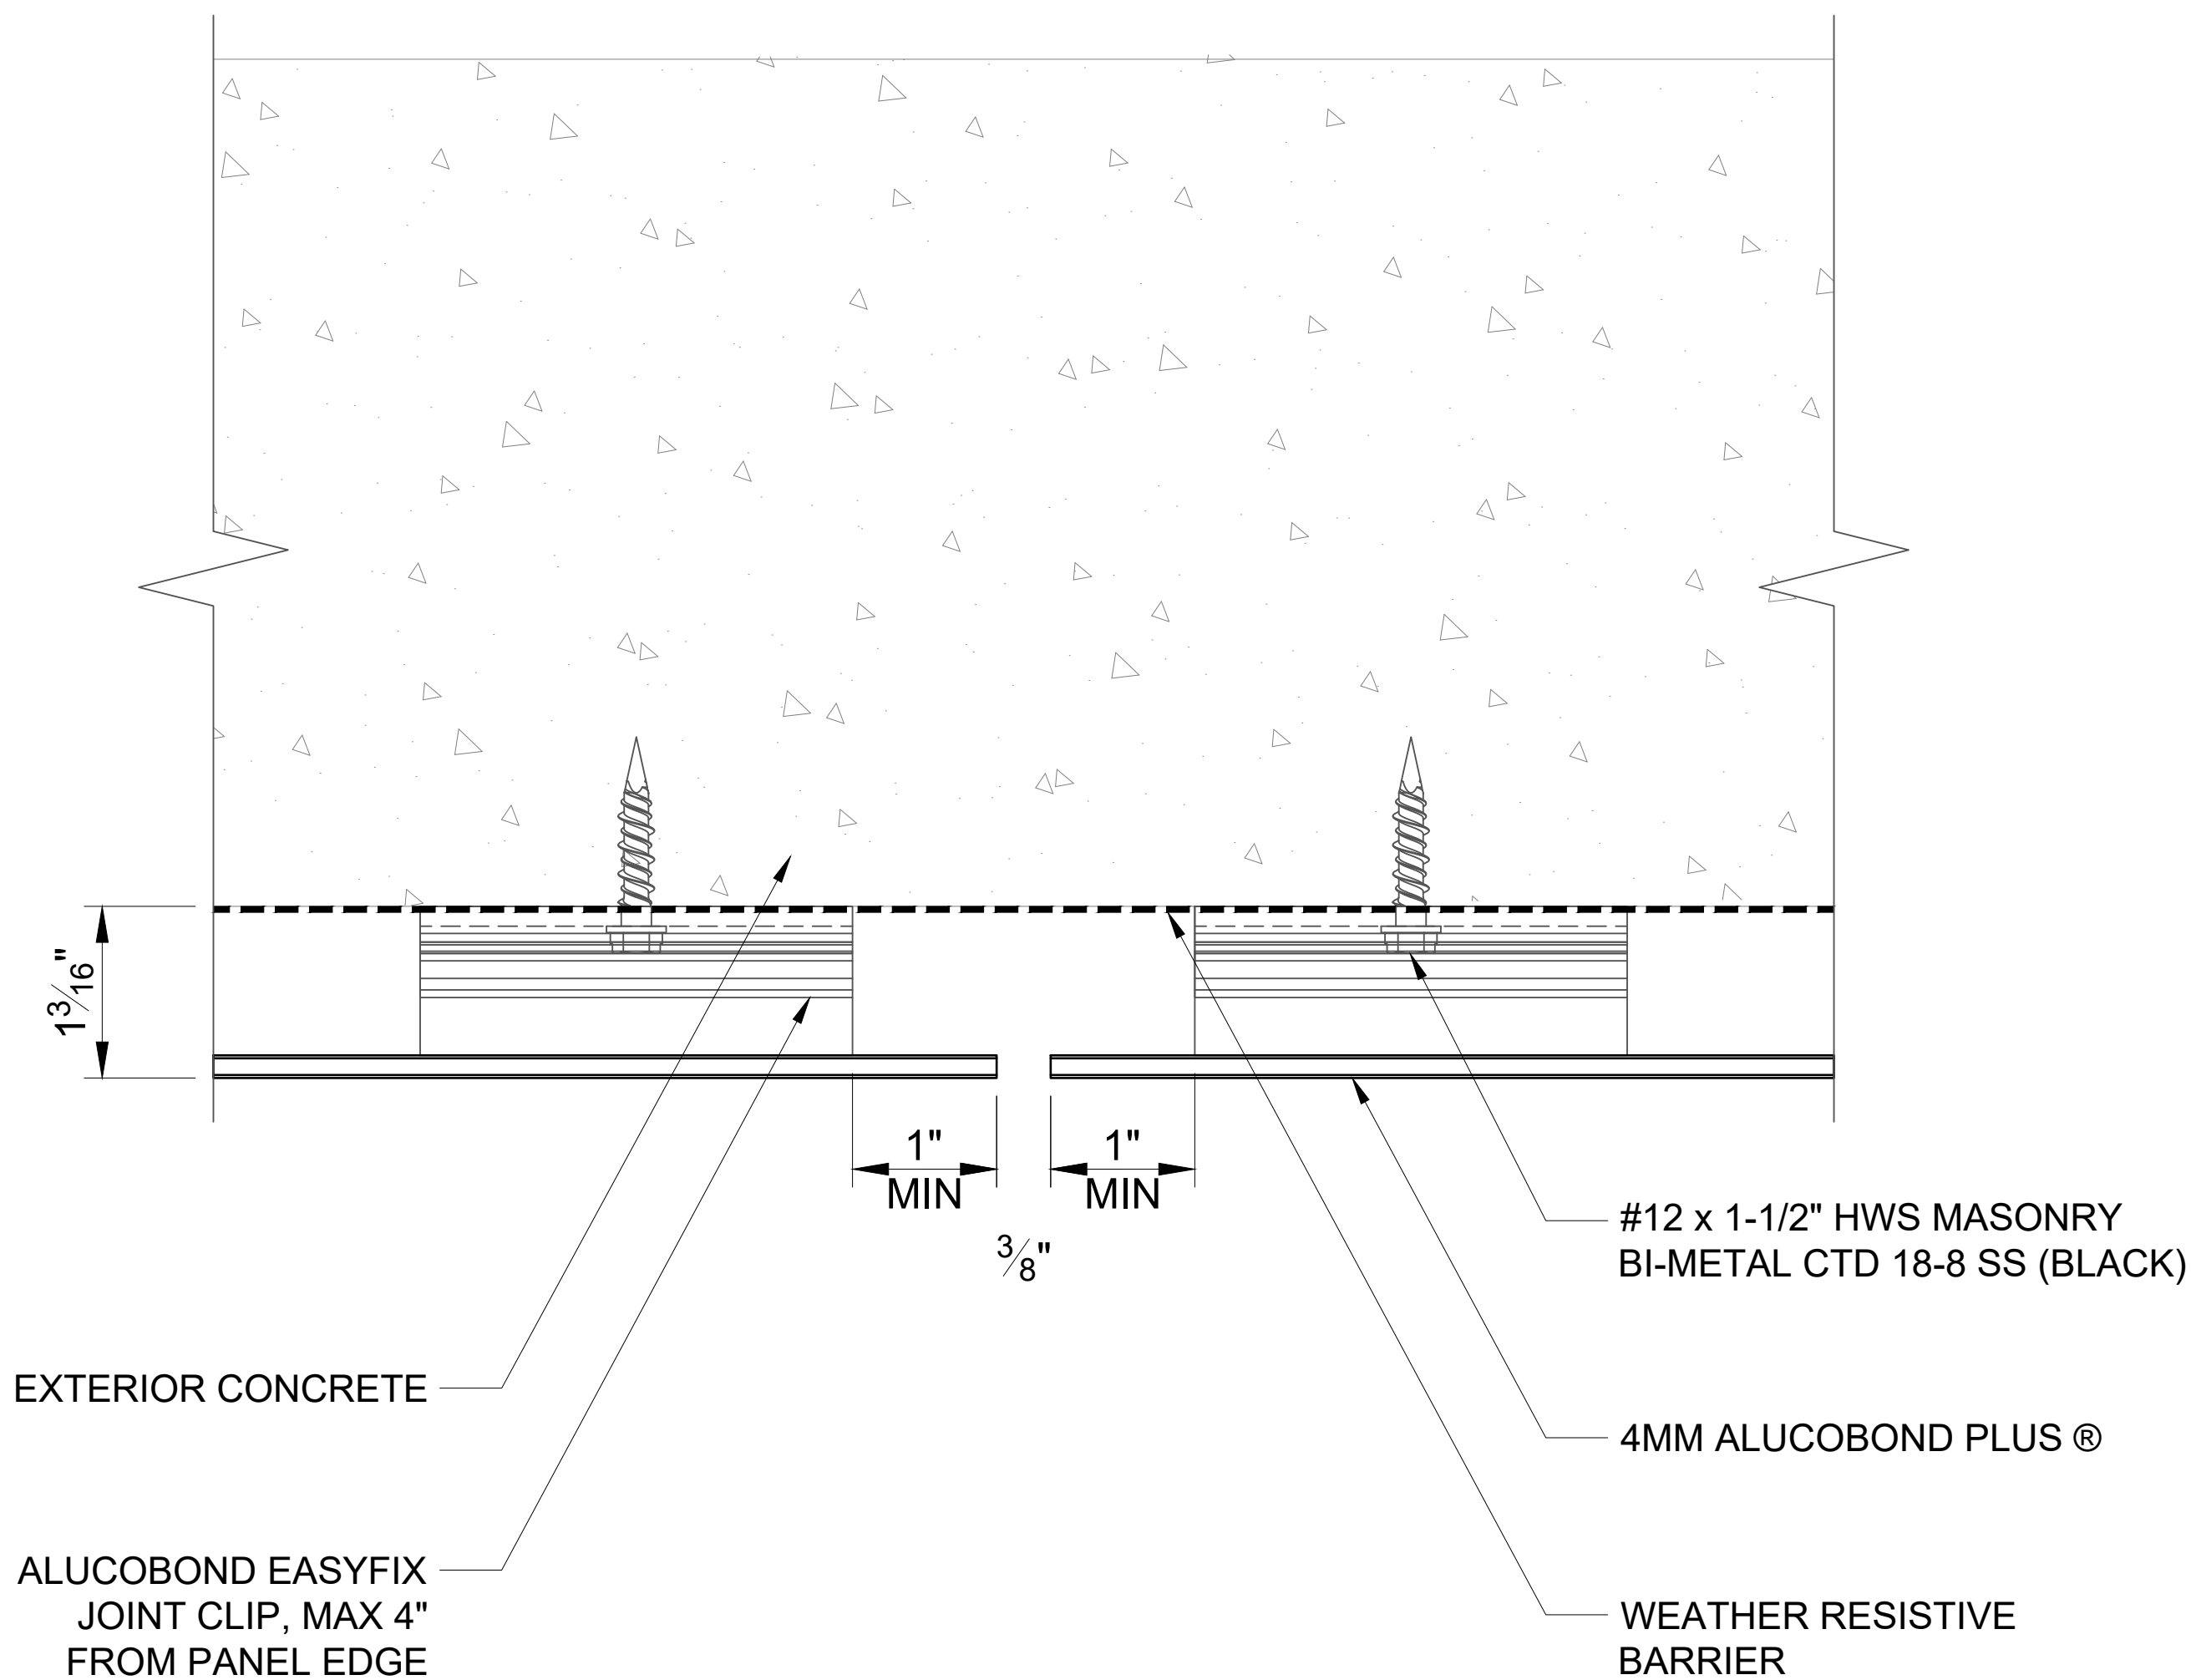 1 3/16"
1"
MIN
1"
MIN
3/8"
#12 x 1-1/2" HWS MASONRY
BI-METAL CTD 18-8 SS (BLACK)
EXTERIOR CONCRETE
4MM ALUCOBOND PLUS ®
ALUCOBOND EASYFIX
JOINT CLIP, MAX 4"
FROM PANEL EDGE
WEATHER RESISTIVE
BARRIER